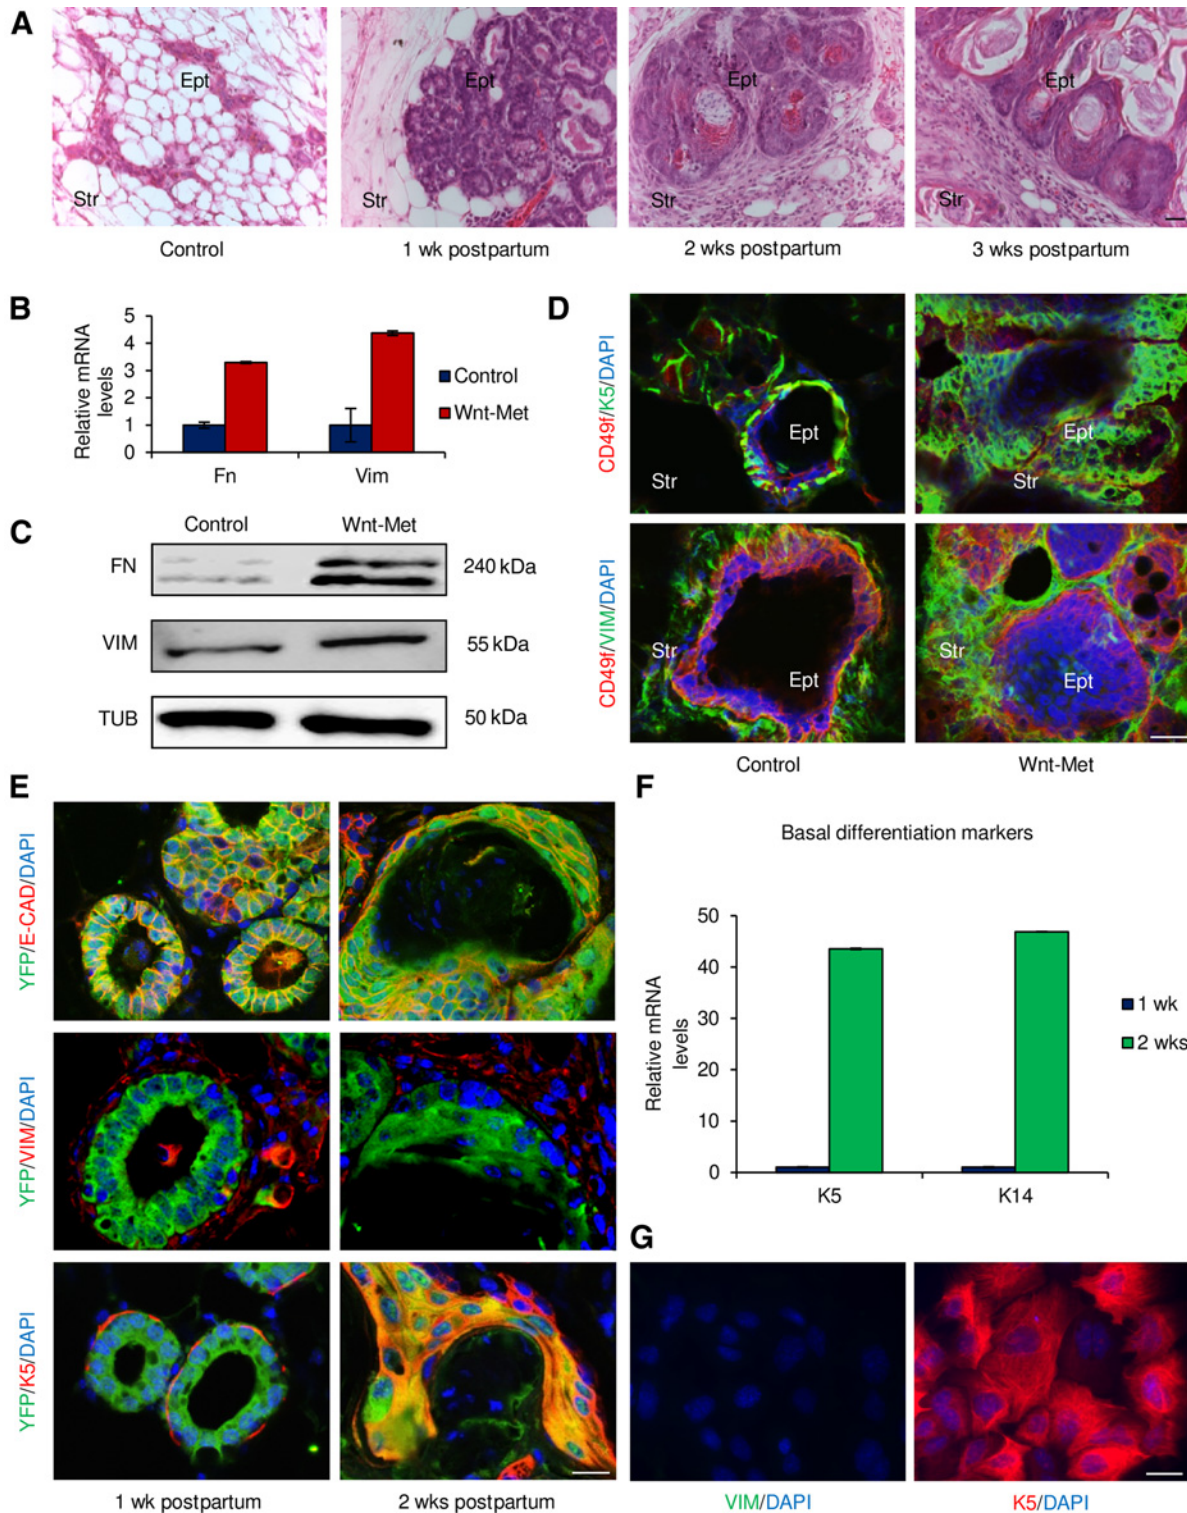 A
Ept
Str
Control
Ept
Str
1 wk postpartum
Ept
Str
2 wks postpartum
Ept
Str
3 wks postpartum
B
Relative mRNA
levels
5
4
3
2
1
0
Fn
Vim
Control
Wnt-Met
C
Control
Wnt-Met
FN
240 kDa
VIM
55 kDa
TUB
50 kDa
D
CD49f/K5/DAPI
Ept
Str
Ept
Str
CD49f/VIM/DAPI
Str
Ept
Str
Ept
Control
Wnt-Met
E
YFP/E-CAD/DAPI
YFP/VIM/DAPI
YFP/K5/DAPI
1 wk postpartum
2 wks postpartum
F
Basal differentiation markers
Relative mRNA
levels
50
40
30
20
10
0
K5
K14
1 wk
2 wks
G
VIM/DAPI
K5/DAPI